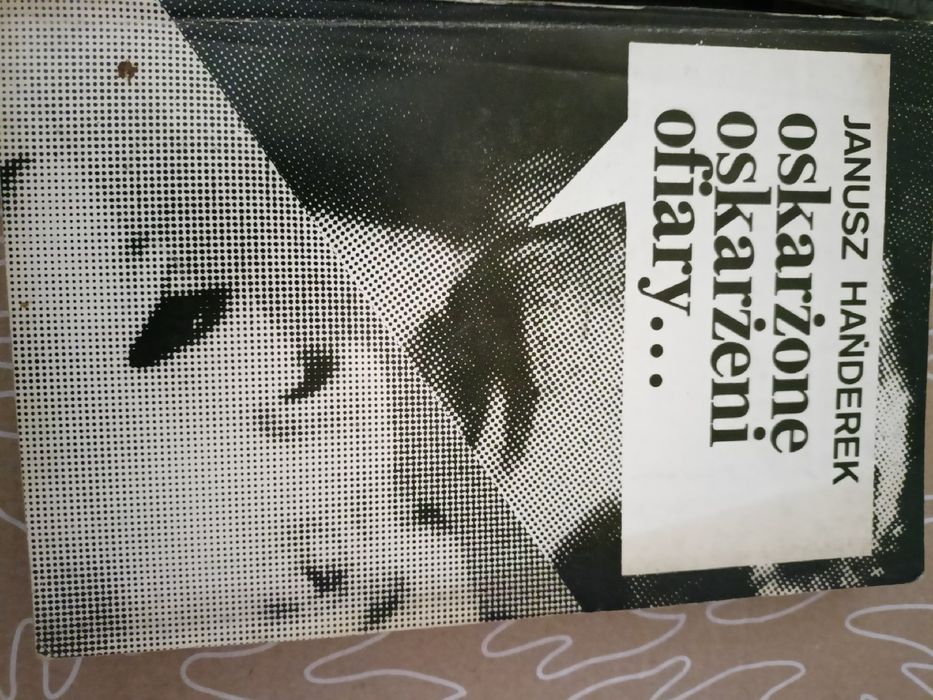 JANUSZ HAŃDEREK
oskarżone
oskarżeni
ofiary...